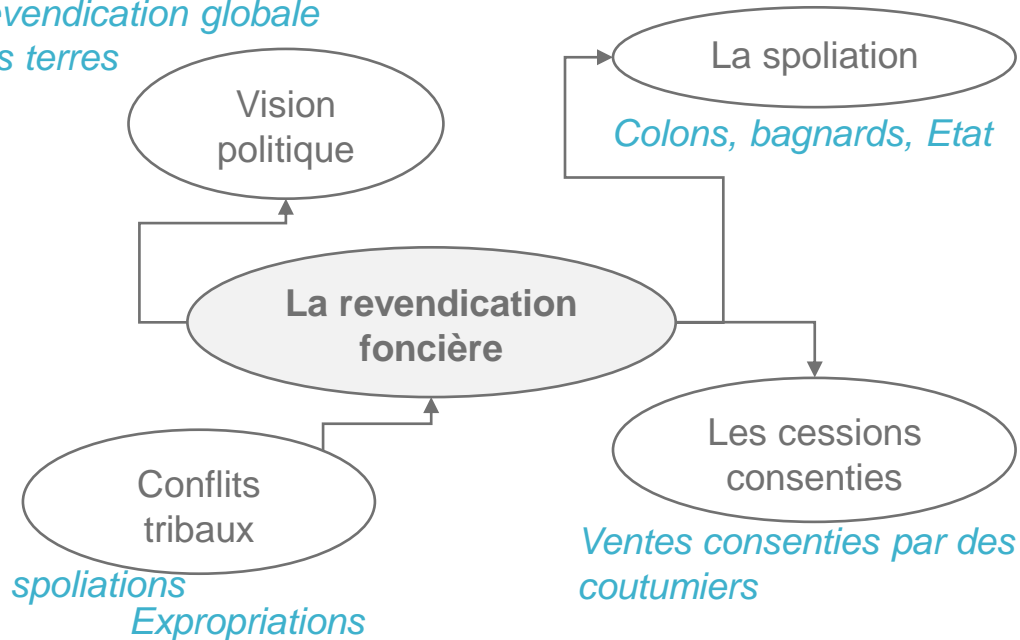 evendication globale
s terres
Vision
politique
La spoliation
Colons, bagnards, Etat
La revendication
foncière
Les cessions
consenties
Ventes consenties par des
coutumiers
Conflits
tribaux
spoliations
Expropriations